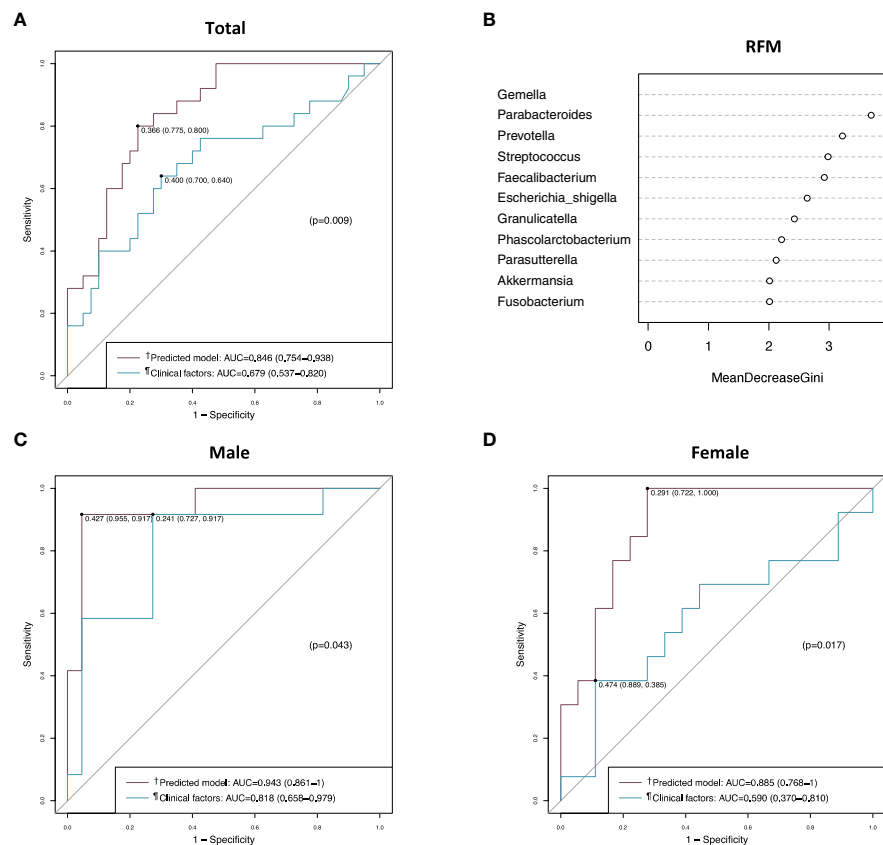 A
Total
1.0
0.8
0.6
0.4
0.2
0.0
Sensitivity
0.366 (0.775, 0.800)
0.400 (0.700, 0.640)
(p=0.009)
†Predicted model: AUC=0.846 (0.754–0.938)
¶Clinical factors: AUC=0.679 (0.537–0.820)
0.0 0.2 0.4 0.6 0.8 1.0
1 – Specificity
B
RFM
Gemella
Parabacteroides
Prevotella
Streptococcus
Faecalibacterium
Escherichia_shigella
Granulicatella
Phascolarctobacterium
Parasutterella
Akkermansia
Fusobacterium
0 1 2 3
MeanDecreaseGini
C
Male
1.0
0.8
0.6
0.4
0.2
0.0
Sensitivity
0.427 (0.955, 0.917)
0.241 (0.727, 0.917)
(p=0.043)
†Predicted model: AUC=0.943 (0.861–1)
¶Clinical factors: AUC=0.818 (0.658–0.979)
0.0 0.2 0.4 0.6 0.8 1.0
1 – Specificity
D
Female
1.0
0.8
0.6
0.4
0.2
0.0
Sensitivity
0.291 (0.722, 1.000)
0.474 (0.889, 0.385)
(p=0.017)
†Predicted model: AUC=0.885 (0.768–1)
¶Clinical factors: AUC=0.590 (0.370–0.810)
0.0 0.2 0.4 0.6 0.8 1.0
1 – Specificity